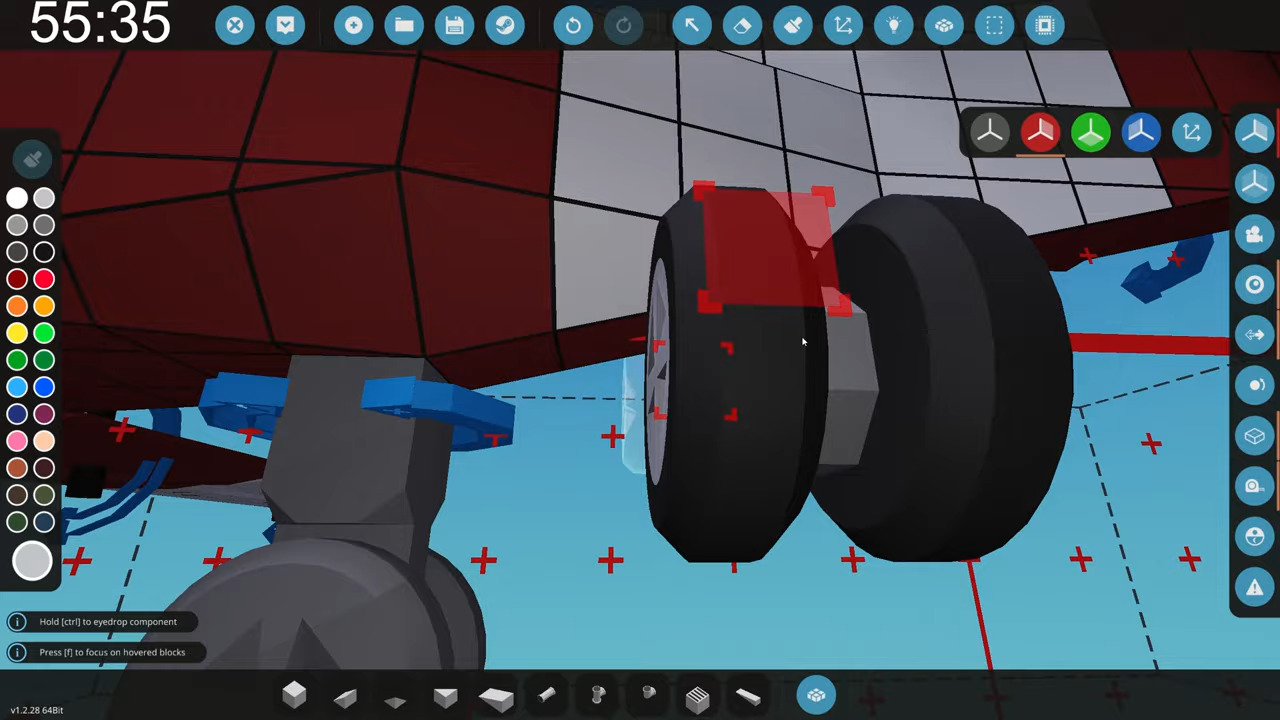 55:35
Hold [ctrl] to eyedrop component
Press [f] to focus on hovered blocks
v1.2.28 64Bit